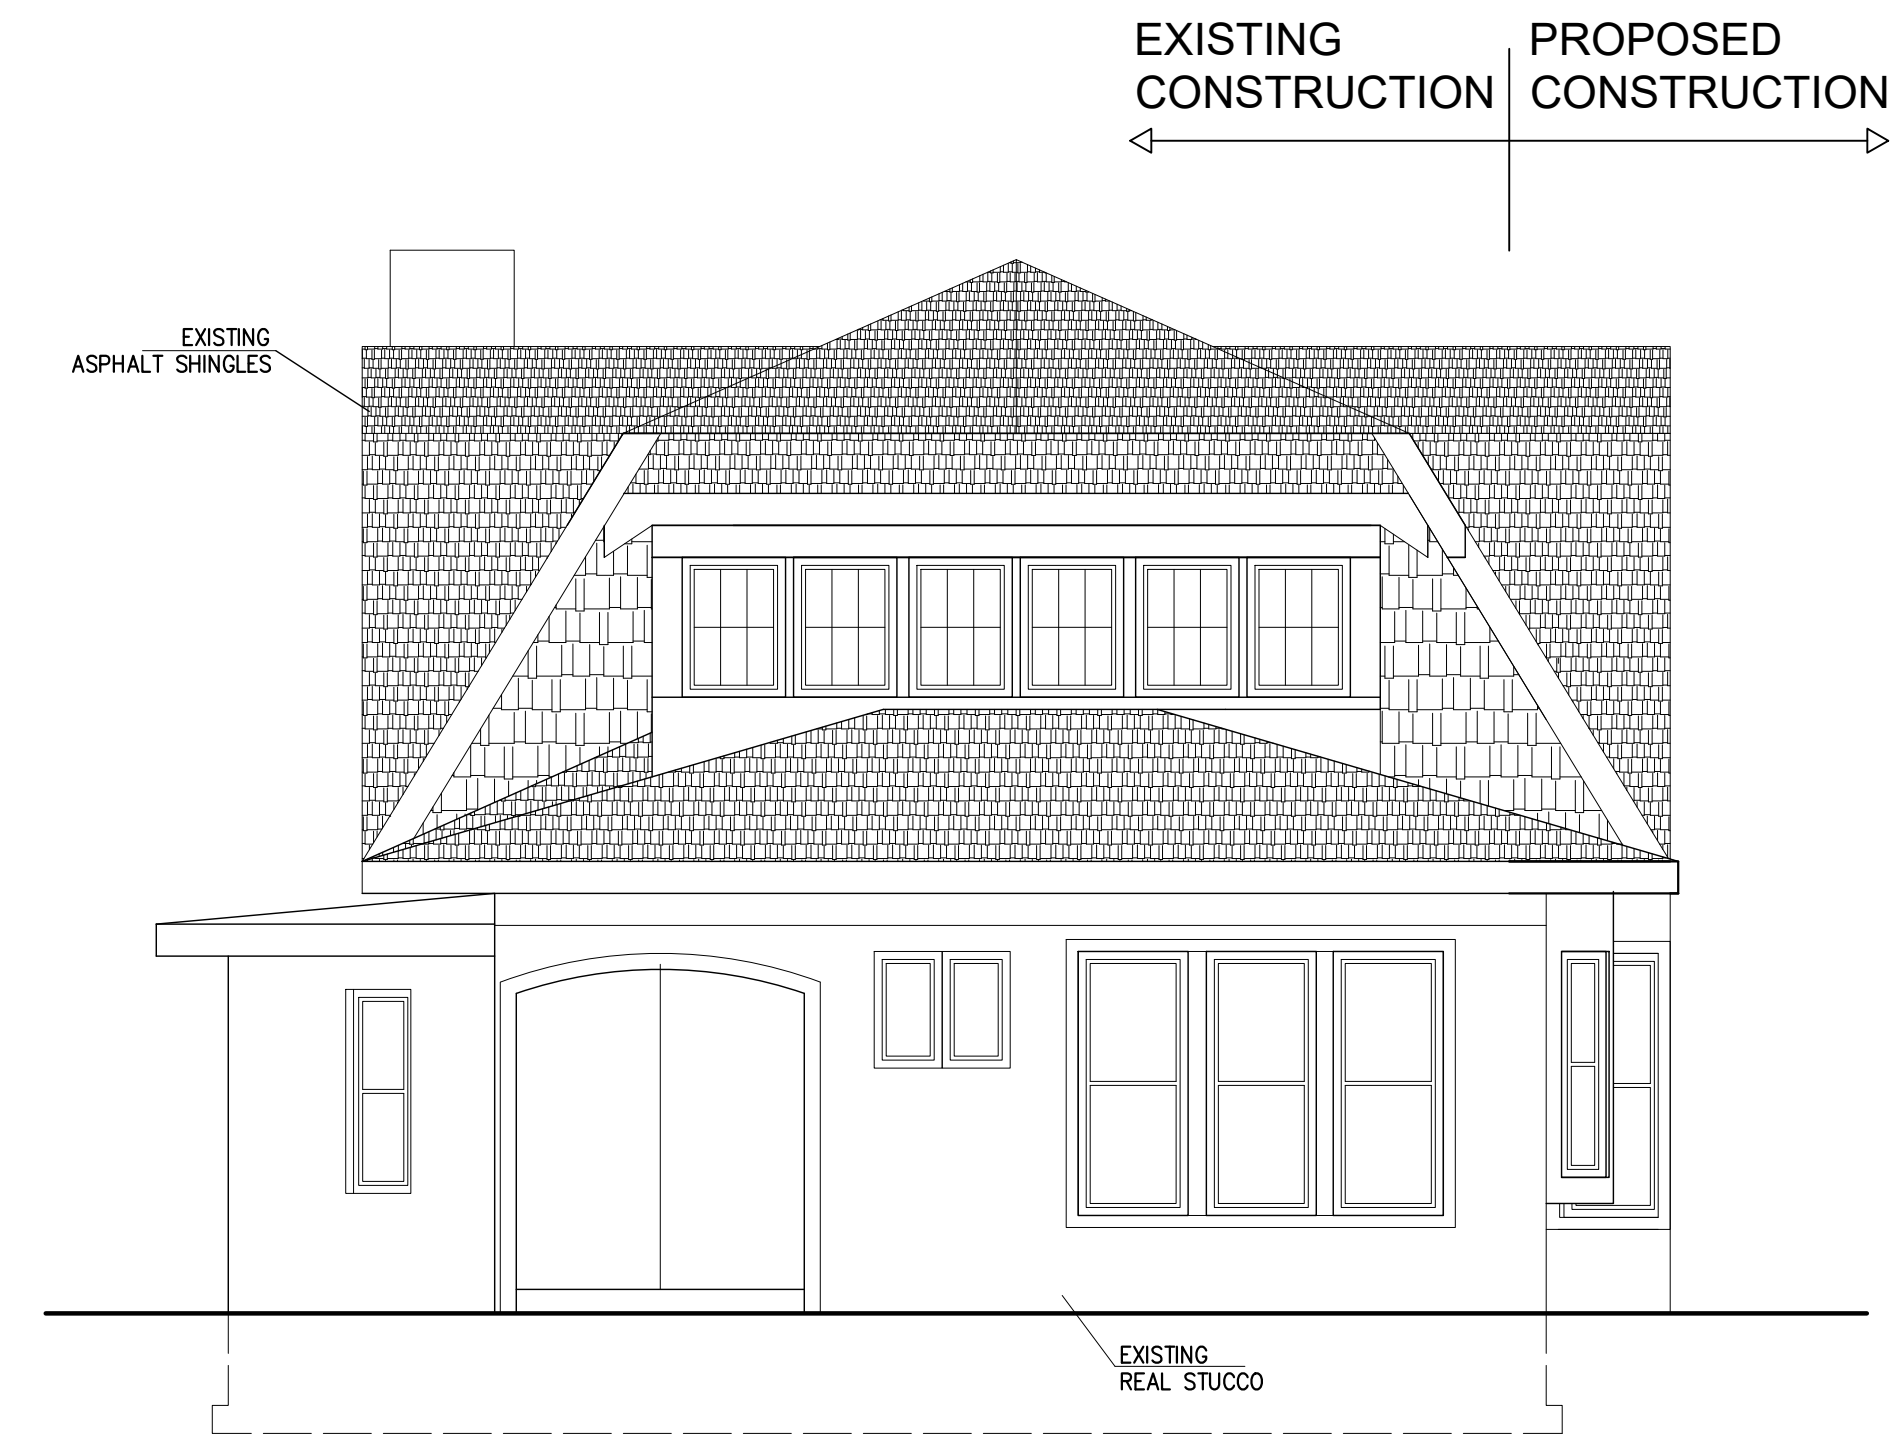 EXISTING
CONSTRUCTION
PROPOSED
CONSTRUCTION
EXISTING
ASPHALT SHINGLES
EXISTING
REAL STUCCO